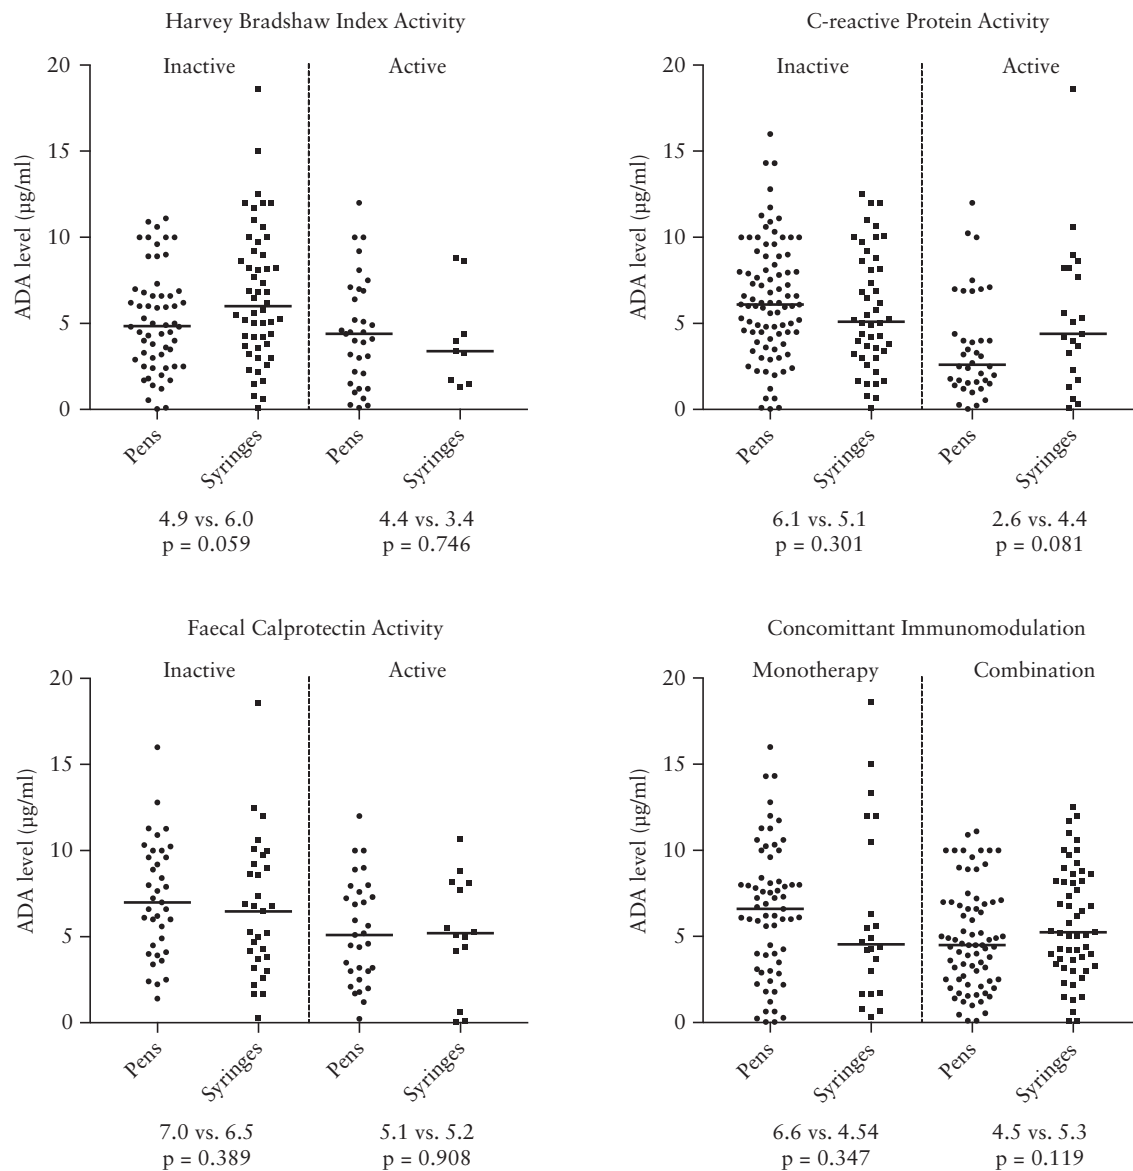 Harvey Bradshaw Index Activity
Inactive
Active
20
15
10
5
0
ADA level (µg/ml)
Pens
Syringes
Pens
Syringes
4.9 vs. 6.0
p = 0.059
4.4 vs. 3.4
p = 0.746
C-reactive Protein Activity
Inactive
Active
20
15
10
5
0
ADA level (µg/ml)
Pens
Syringes
Pens
Syringes
6.1 vs. 5.1
p = 0.301
2.6 vs. 4.4
p = 0.081
Faecal Calprotectin Activity
Inactive
Active
20
15
10
5
0
ADA level (µg/ml)
Pens
Syringes
Pens
Syringes
7.0 vs. 6.5
p = 0.389
5.1 vs. 5.2
p = 0.908
Concomittant Immunomodulation
Monotherapy
Combination
20
15
10
5
0
ADA level (µg/ml)
Pens
Syringes
Pens
Syringes
6.6 vs. 4.54
p = 0.347
4.5 vs. 5.3
p = 0.119